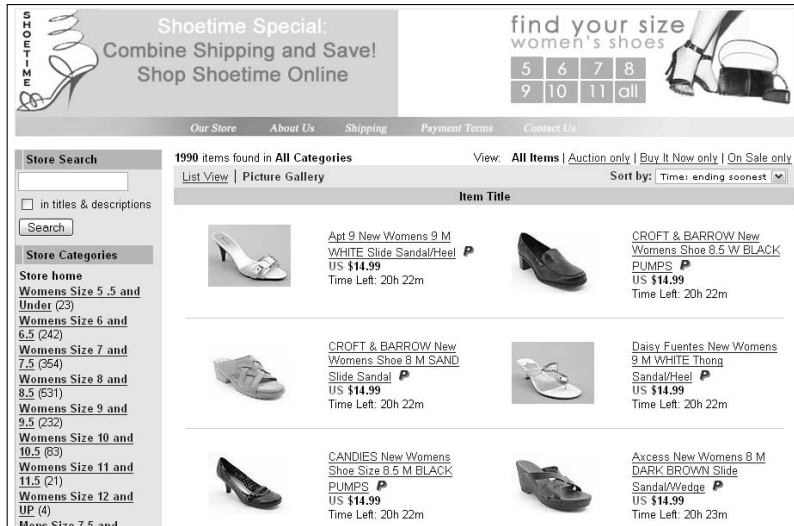 SHOETIME
Shoetime Special:
Combine Shipping and Save!
Shop Shoetime Online
find your size
women's shoes
5 6 7 8
9 10 11 all
Our Store About Us Shipping Payment Terms Contact Us
Store Search
in titles & descriptions
Search
Store Categories
Store home
Womens Size 5 .5 and
Under (23)
Womens Size 6 and
6.5 (242)
Womens Size 7 and
7.5 (354)
Womens Size 8 and
8.5 (531)
Womens Size 9 and
9.5 (232)
Womens Size 10 and
10.5 (83)
Womens Size 11 and
11.5 (21)
Womens Size 12 and
UP (4)
Mens Size 7.5 and
1990 items found in All Categories
View: All Items | Auction only | Buy It Now only | On Sale only
List View | Picture Gallery
Sort by: Time: ending soonest
Item Title
Apt 9 New Womens 9 M
WHITE Slide Sandal/Heel P
US $14.99
Time Left: 20h 22m
CROFT & BARROW New
Womens Shoe 8.5 W BLACK
PUMPS P
US $14.99
Time Left: 20h 22m
CROFT & BARROW New
Womens Shoe 8 M SAND
Slide Sandal P
US $14.99
Time Left: 20h 22m
Daisy Fuentes New Womens
9 M WHITE Thong
Sandal/Heel P
US $14.99
Time Left: 20h 22m
CANDIES New Womens
Shoe Size 8.5 M BLACK
PUMPS P
US $14.99
Time Left: 20h 22m
Axcess New Womens 8 M
DARK BROWN Slide
Sandal/Wedge P
US $14.99
Time Left: 20h 23m